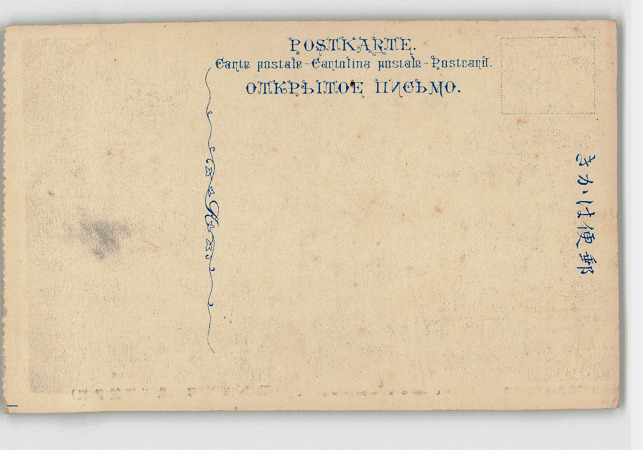 POSTKARTE.
Carte postale-Cartolina postale-Postcard.
ОТКРЫТОЕ ПИСЬМО.
きかは便郵